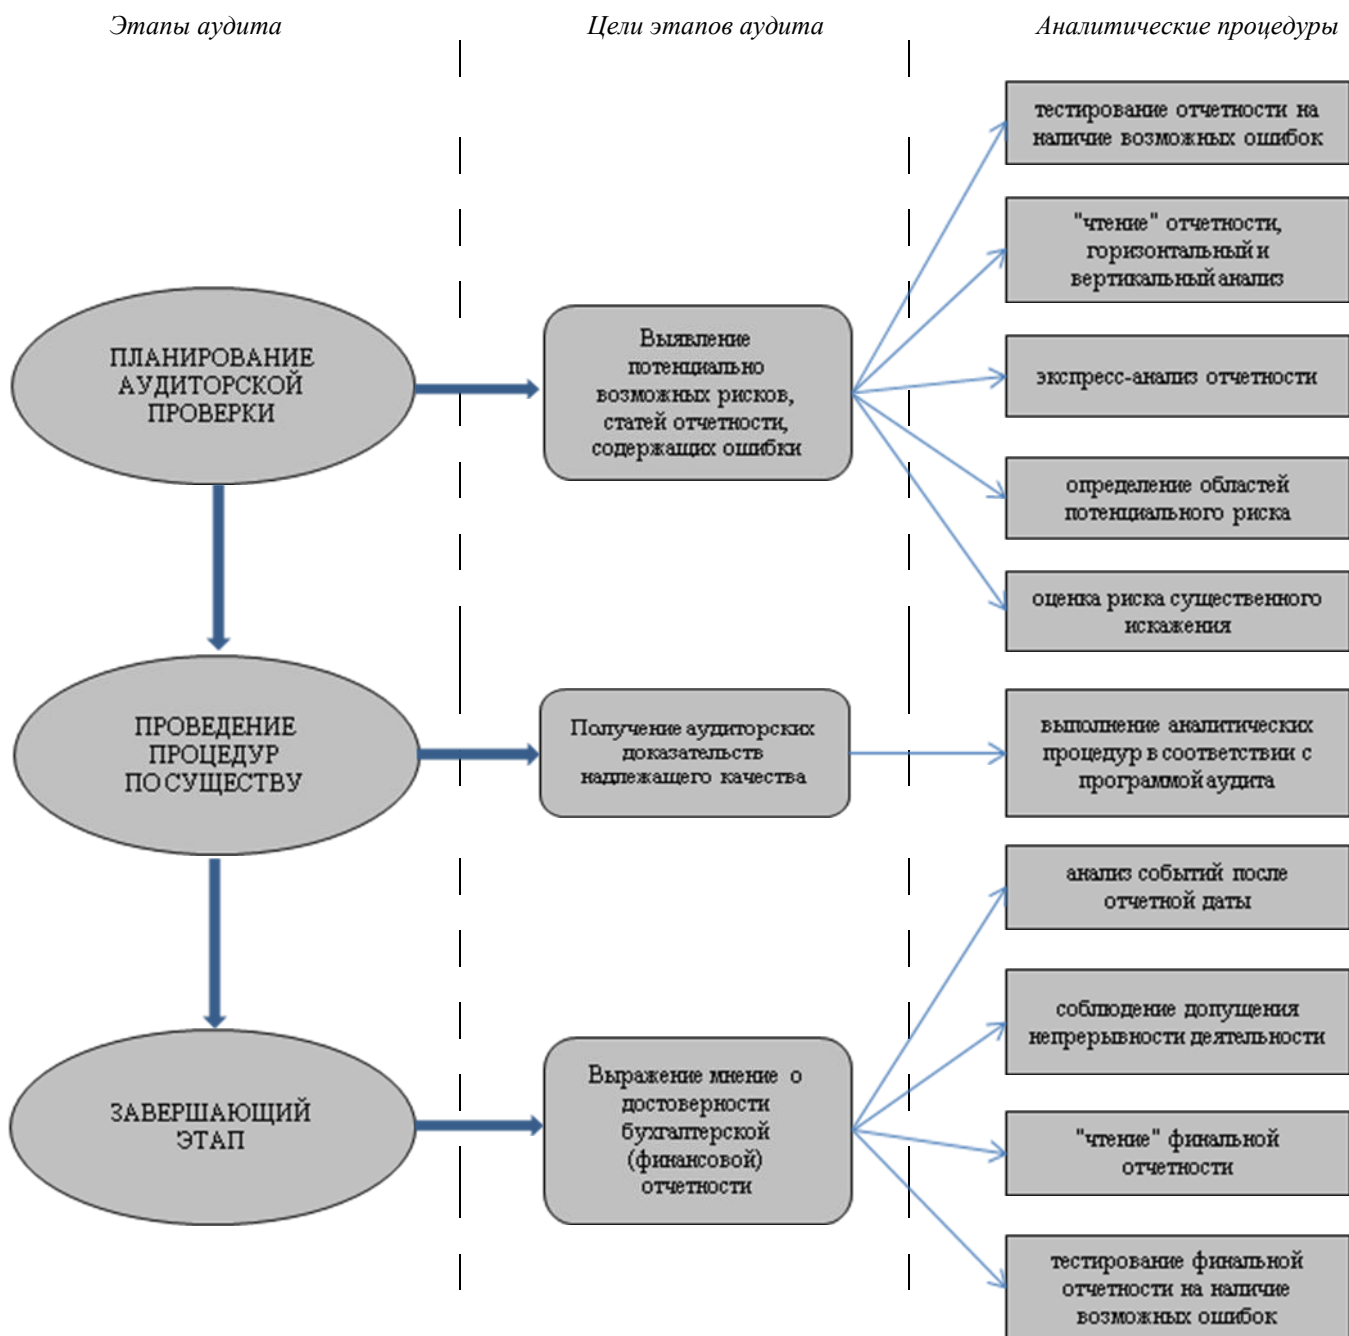 Этапы аудита
Цели этапов аудита
Аналитические процедуры
ПЛАНИРОВАНИЕ
АУДИТОРСКОЙ
ПРОВЕРКИ
Выявление
потенциально
возможных рисков,
статей отчетности,
содержащих ошибки
тестирование отчетности на
наличие возможных ошибок
"чтение" отчетности,
горизонтальный и
вертикальный анализ
экспресс-анализ отчетности
определение областей
потенциального риска
оценка риска существенного
искажения
ПРОВЕДЕНИЕ
ПРОЦЕДУР
ПО СУЩЕСТВУ
Получение аудиторских
доказательств
надлежащего качества
выполнение аналитических
процедур в соответствии с
программой аудита
ЗАВЕРШАЮЩИЙ
ЭТАП
Выражение мнение о
достоверности
бухгалтерской
(финансовой)
отчетности
анализ событий после
отчетной даты
соблюдение допущения
непрерывности деятельности
"чтение" финальной
отчетности
тестирование финальной
отчетности на наличие
возможных ошибок